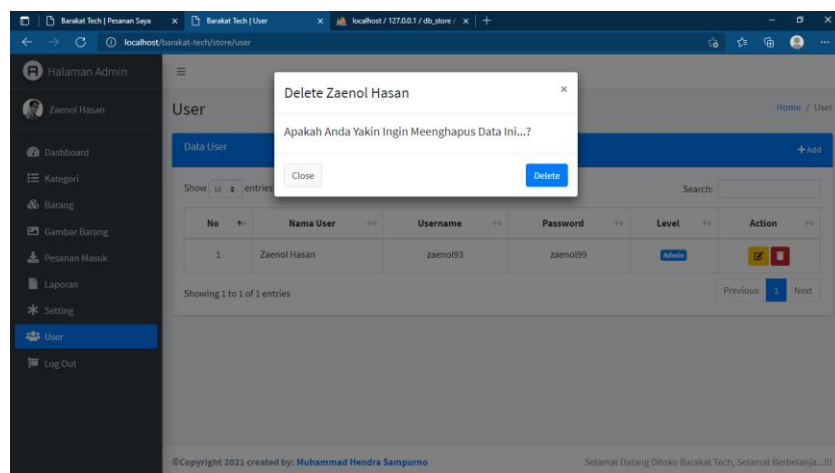 Barakat Tech | Pesanan Saya
Barakat Tech | User
localhost / 127.0.0.1 / db_store /
localhost/barakat-tech/store/user
Halaman Admin
Zaenol Hasan
Dashboard
Kategori
Barang
Gambar Barang
Pesanan Masuk
Laporan
Setting
User
Log Out
User
Home / User
Delete Zaenol Hasan
×
Apakah Anda Yakin Ingin Meenghapus Data Ini...?
Close
Delete
Data User
+Add
Show 10 entries
Search:
No Nama User Username Password Level Action
1 Zaenol Hasan zaenol93 zaenol99 Admin
Showing 1 to 1 of 1 entries
Previous 1 Next
©Copyright 2021 created by: Muhammad Hendra Sampurno
Selamat Datang Ditoko Barakat Tech, Selamat Berbelanja...!!!